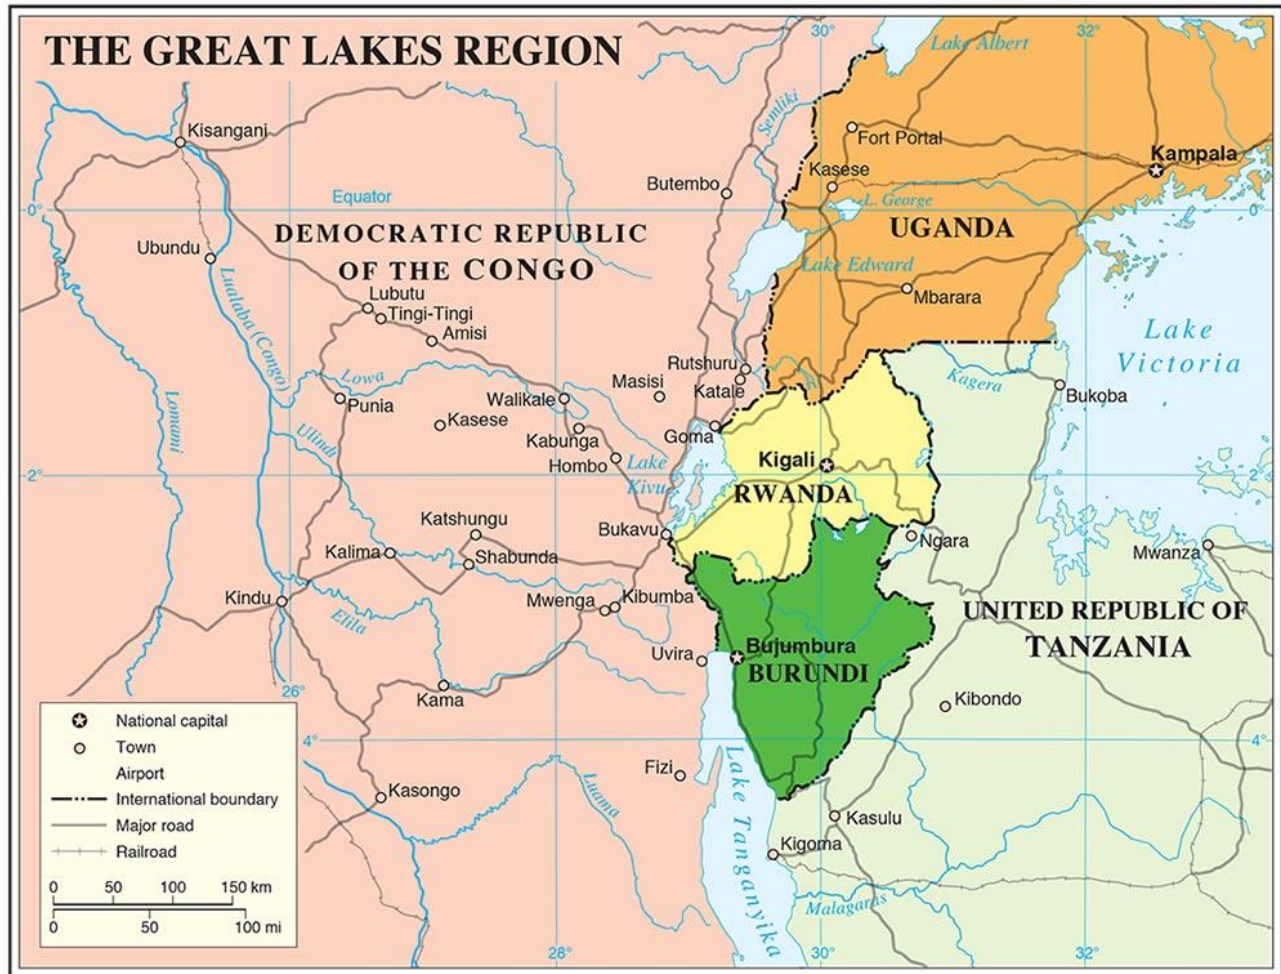 THE GREAT LAKES REGION
30°
32°
Lake Albert
Semliki
Kisangani
Fort Portal
Kampala
Kasese
Butembo
Equator
L. George
0°
0°
DEMOCRATIC REPUBLIC
OF THE CONGO
UGANDA
Ubundu
Lake Edward
Lualaba (Congo)
Mbarara
Lubutu
Tingi-Tingi
Amisi
Lake
Victoria
Rutshuru
Lowa
Masisi
Katale
Kagera
Bukoba
Punia
Walikale
Lomami
Kasese
Kabunga
Goma
Ulindi
Hombo
Lake
Kivu
Kigali
2°
2°
RWANDA
Katshungu
Bukavu
Ngara
Kalima
Shabunda
Mwanza
Kindu
Elila
Mwenga
Kibumba
UNITED REPUBLIC OF
TANZANIA
Uvira
Bujumbura
BURUNDI
26°
Kama
Kibondo
National capital
Town
Airport
International boundary
Major road
Railroad
0 50 100 150 km
0 50 100 mi
4°
4°
Fizi
Lake Tanganyika
Luama
Kasongo
Kasulu
Kigoma
Malagaras
28°
30°
32°